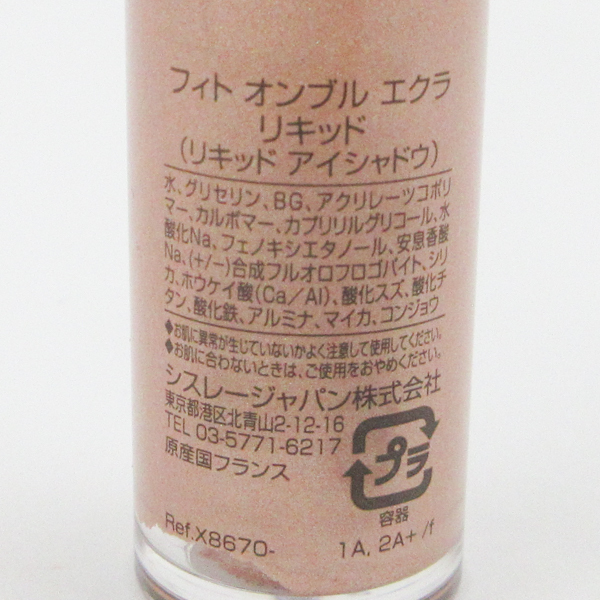 フィト オンブル エクラ
リキッド
(リキッド アイシャドウ)
水、グリセリン、BG、アクリレーツコポリ
マー、カルボマー、カプリリルグリコール、水
酸化Na、フェノキシエタノール、安息香酸
Na、(+/-)合成フルオロフロゴパイト、シリ
カ、ホウケイ酸(Ca/Al)、酸化スズ、酸化チ
タン、酸化鉄、アルミナ、マイカ、コンジョウ
◆お肌に異常が生じていないかよく注意して使用してください。
◆お肌に合わないときは、ご使用をおやめください。
シスレージャパン株式会社
東京都港区北青山2-12-16
TEL 03-5771-6217
原産国フランス
プラ
容器
Ref.X8670-
1A, 2A+ /f